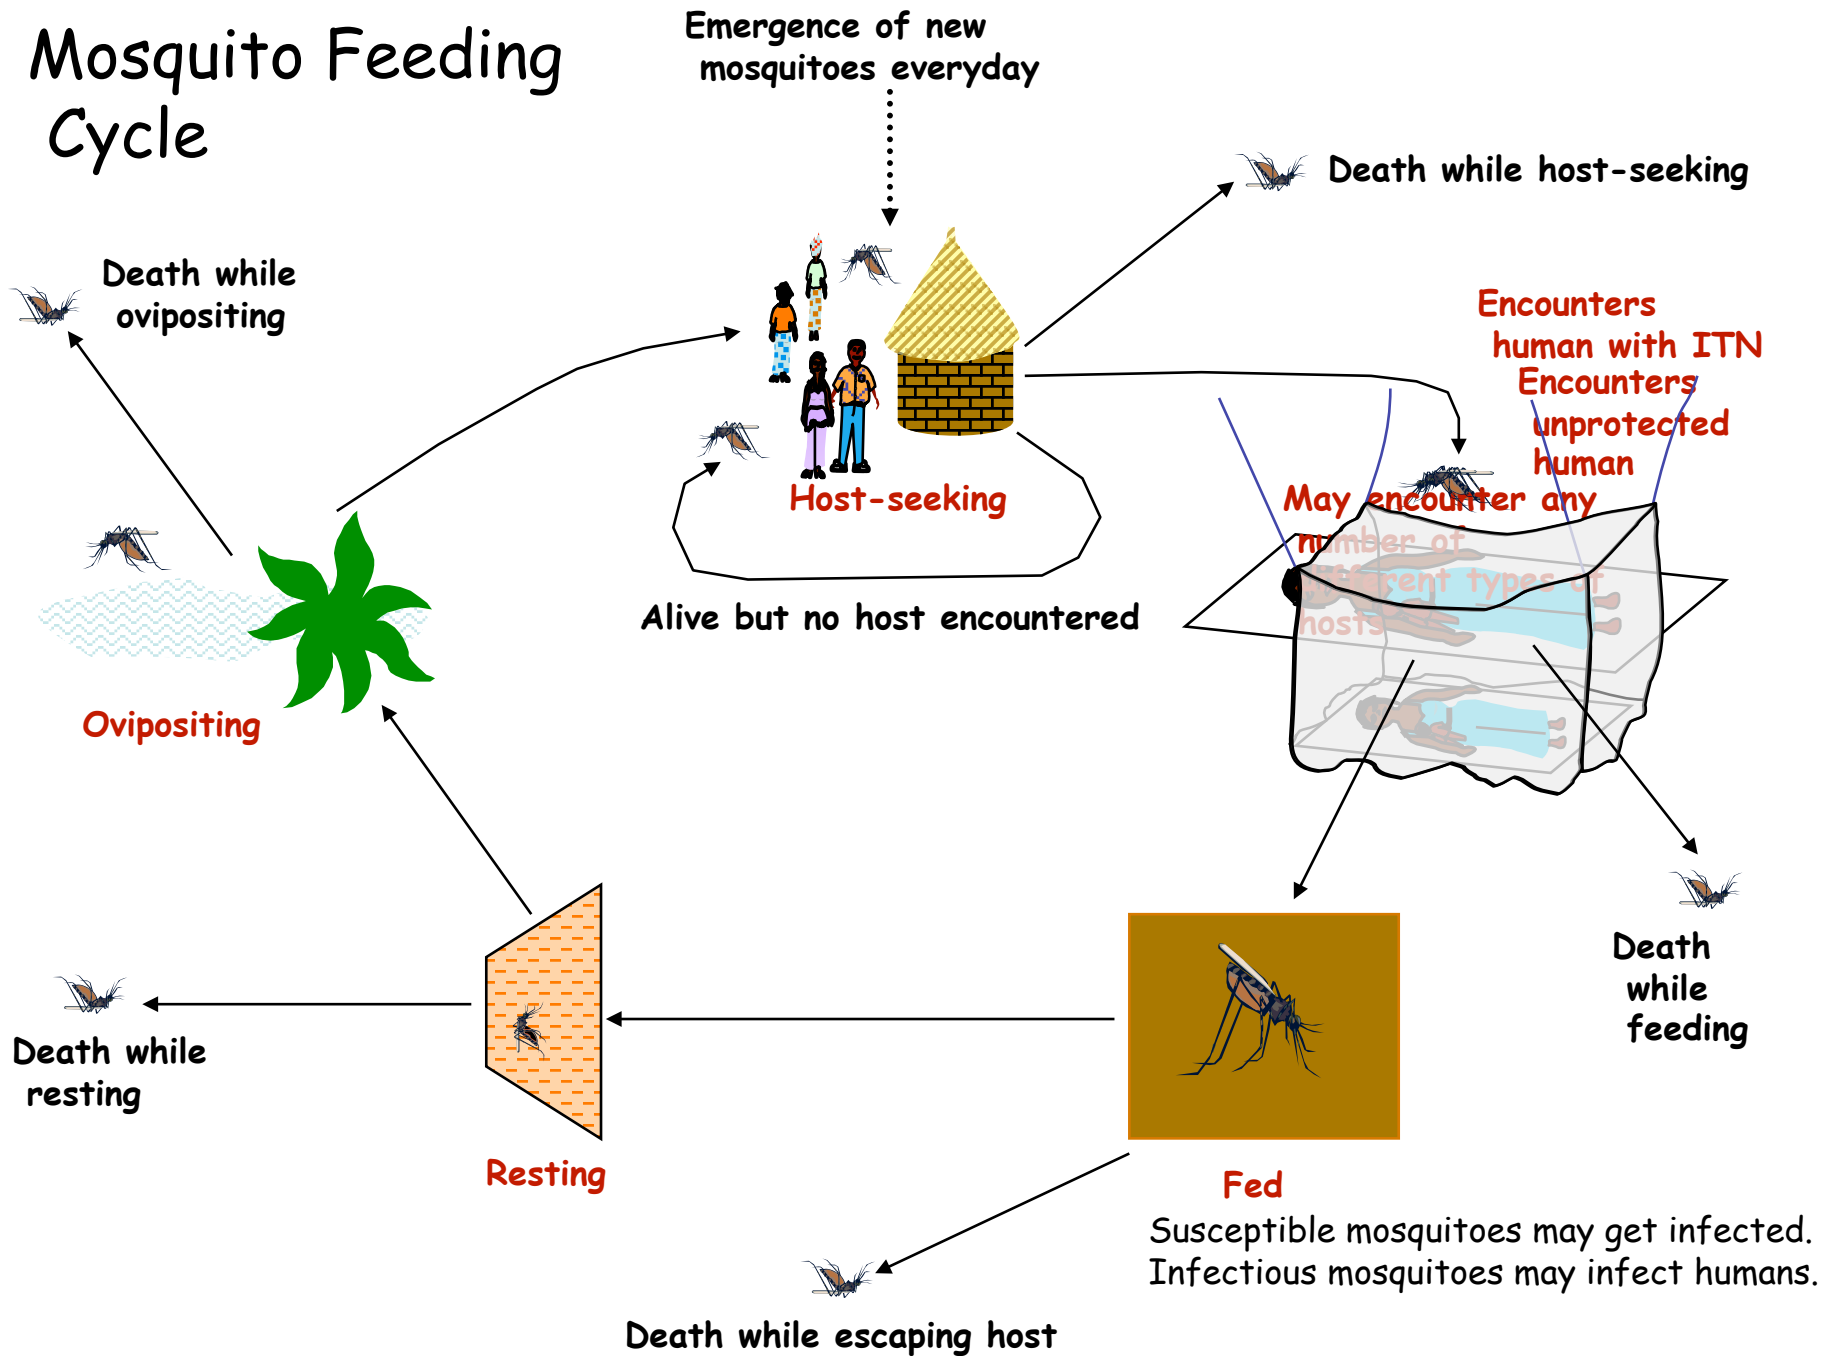 Mosquito Feeding
Cycle
Emergence of new
mosquitoes everyday
Death while host-seeking
Death while
ovipositing
Encounters
human with ITN
Encounters
unprotected
human
May encounter any
number of
different types of
hosts
Host-seeking
Alive but no host encountered
Ovipositing
Death
while
feeding
Death while
resting
Resting
Fed
Susceptible mosquitoes may get infected.
Infectious mosquitoes may infect humans.
Death while escaping host